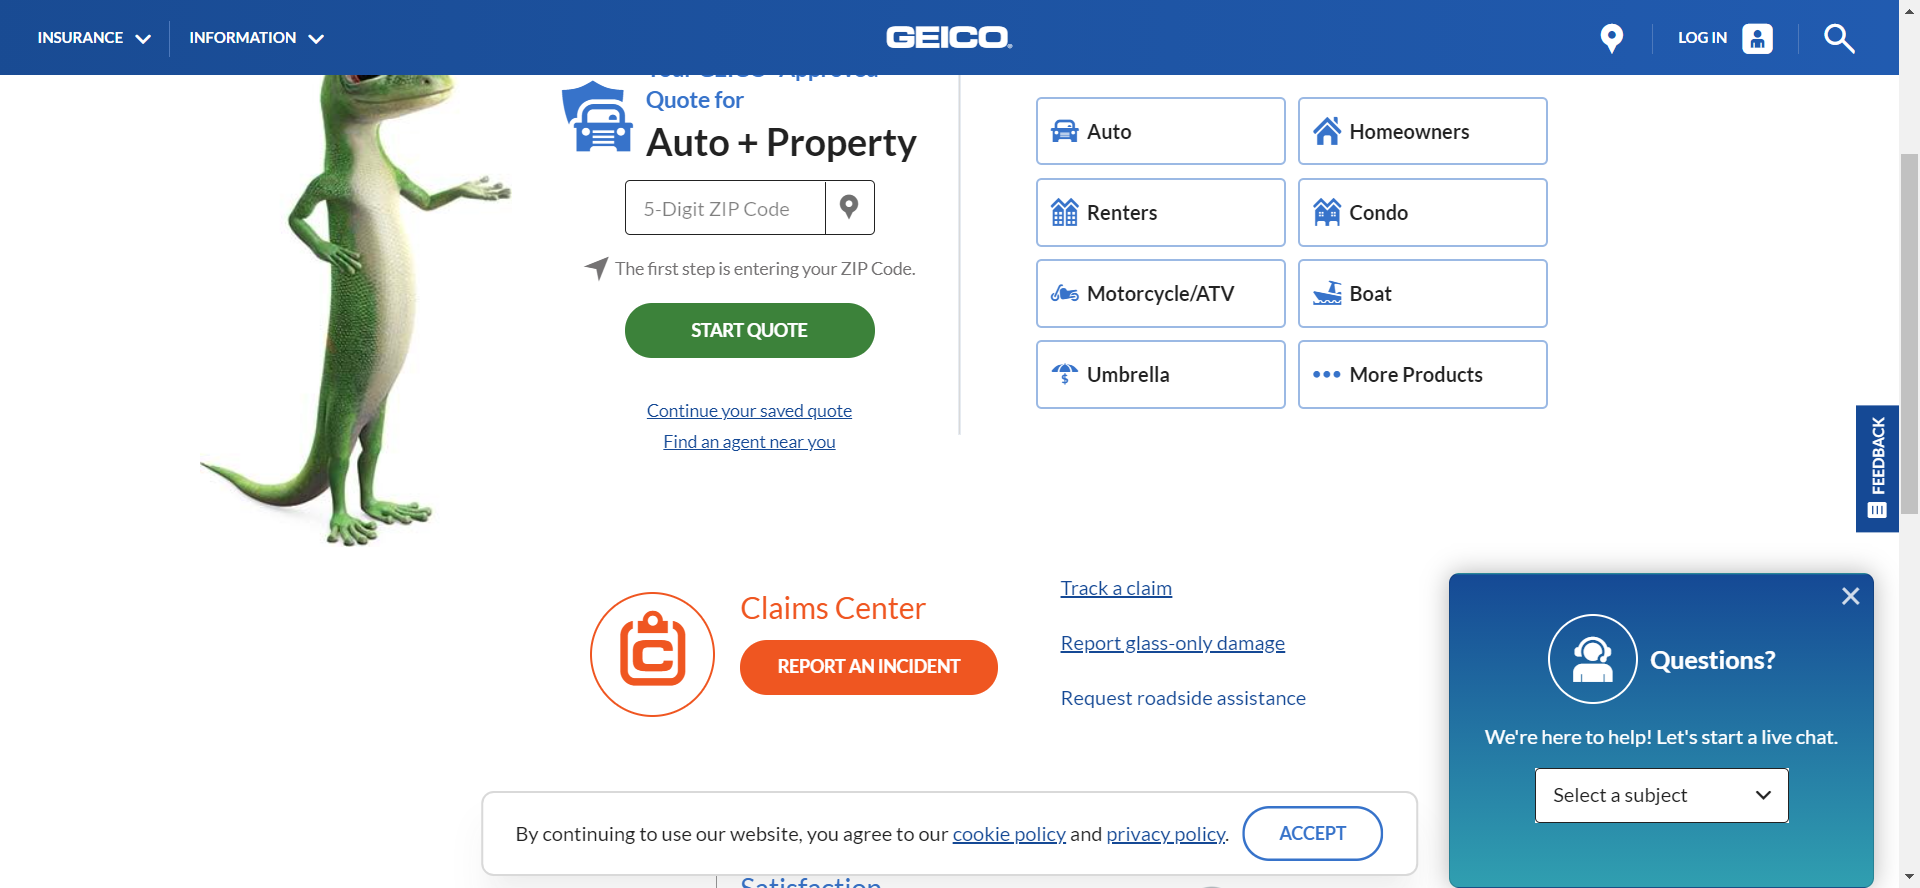 INSURANCE
INFORMATION
GEICO
LOG IN
Your GEICO Approved
Quote for
Auto + Property
5-Digit ZIP Code
The first step is entering your ZIP Code.
START QUOTE
Continue your saved quote
Find an agent near you
Auto
Homeowners
Renters
Condo
Motorcycle/ATV
Boat
Umbrella
More Products
FEEDBACK
Claims Center
REPORT AN INCIDENT
Track a claim
Report glass-only damage
Request roadside assistance
Questions?
We're here to help! Let's start a live chat.
Select a subject
By continuing to use our website, you agree to our cookie policy and privacy policy.
ACCEPT
Satisfaction